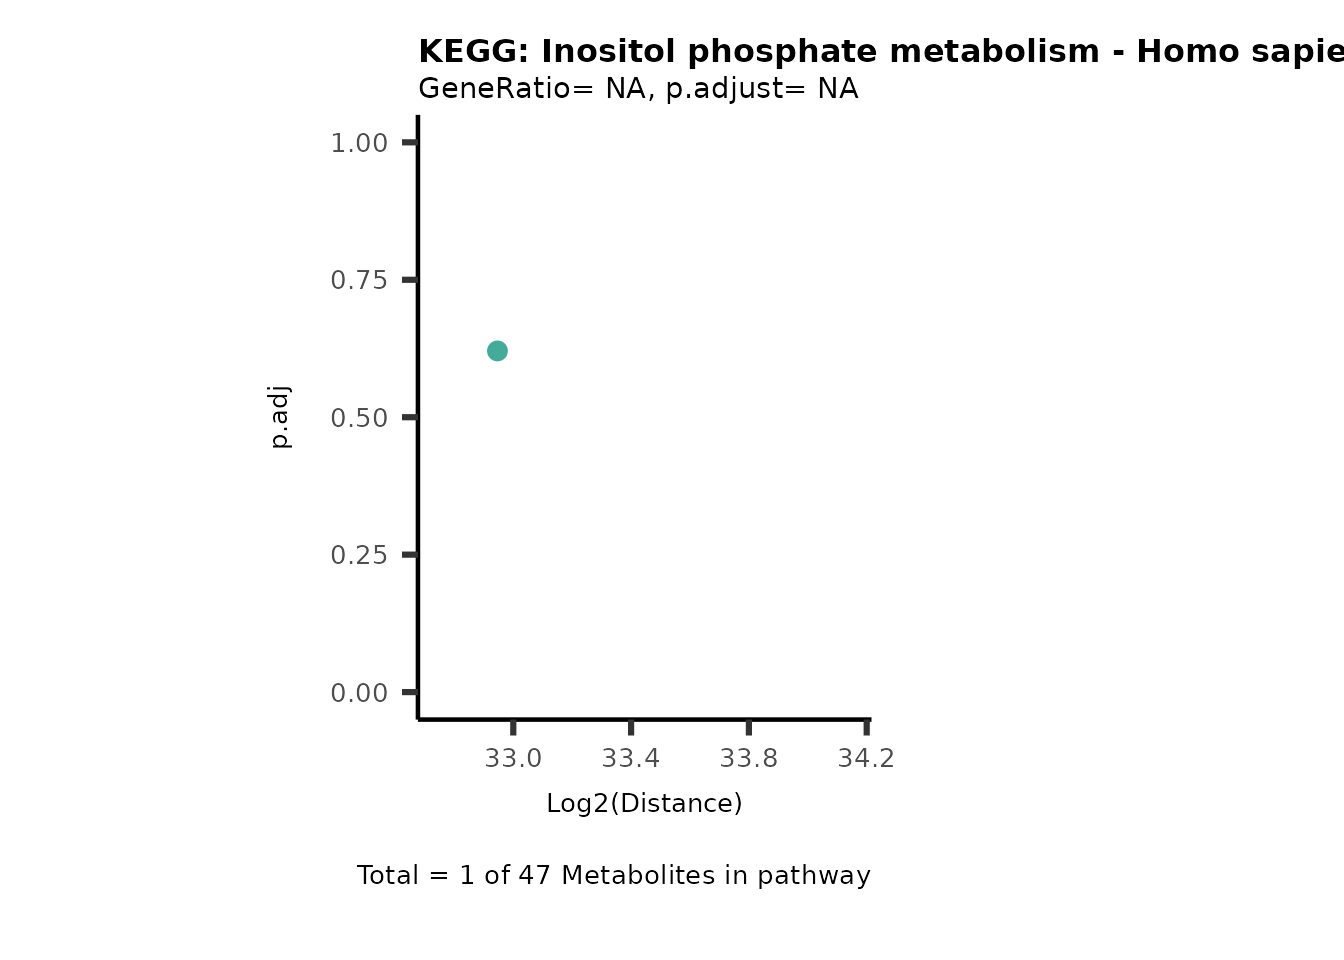 KEGG: Inositol phosphate metabolism - Homo sapie
GeneRatio= NA, p.adjust= NA
1.00
0.75
0.50
0.25
0.00
p.adj
33.0 33.4 33.8 34.2
Log2(Distance)
Total = 1 of 47 Metabolites in pathway